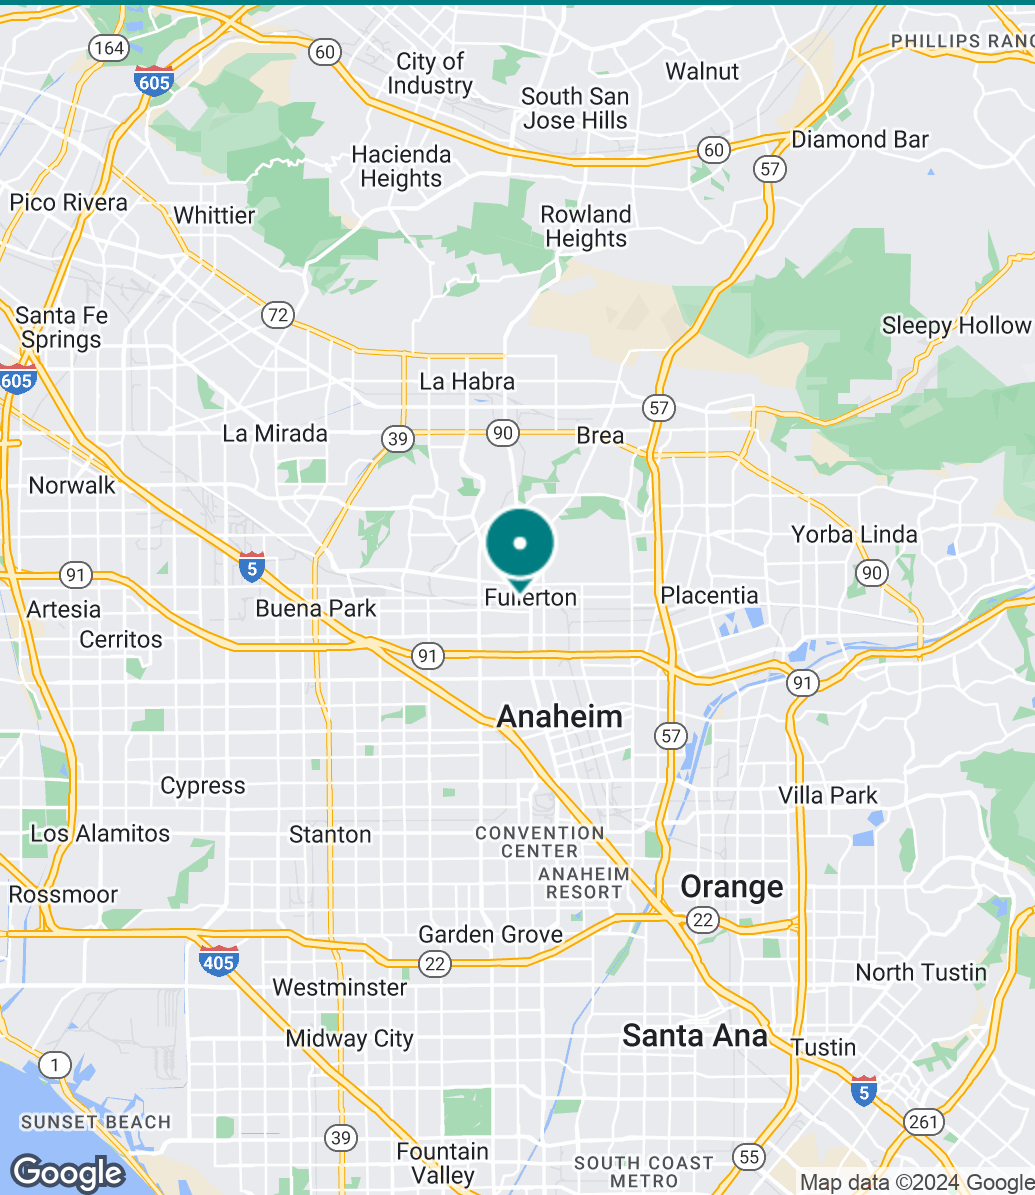 164
60
PHILLIPS RANC
City of
Industry
Walnut
605
South San
Jose Hills
60
Diamond Bar
57
Hacienda
Heights
Pico Rivera
Whittier
Rowland
Heights
72
Santa Fe
Springs
Sleepy Hollow
605
La Habra
57
La Mirada
39
90
Brea
Norwalk
Yorba Linda
5
91
90
Fullerton
Placentia
Artesia
Buena Park
Cerritos
91
91
Anaheim
57
Cypress
Villa Park
Los Alamitos
Stanton
CONVENTION
CENTER
ANAHEIM
RESORT
Orange
Rossmoor
22
Garden Grove
405
22
North Tustin
Westminster
Midway City
Santa Ana
Tustin
1
5
SUNSET BEACH
261
39
Fountain
Valley
55
SOUTH COAST
METRO
Google
Map data ©2024 Google